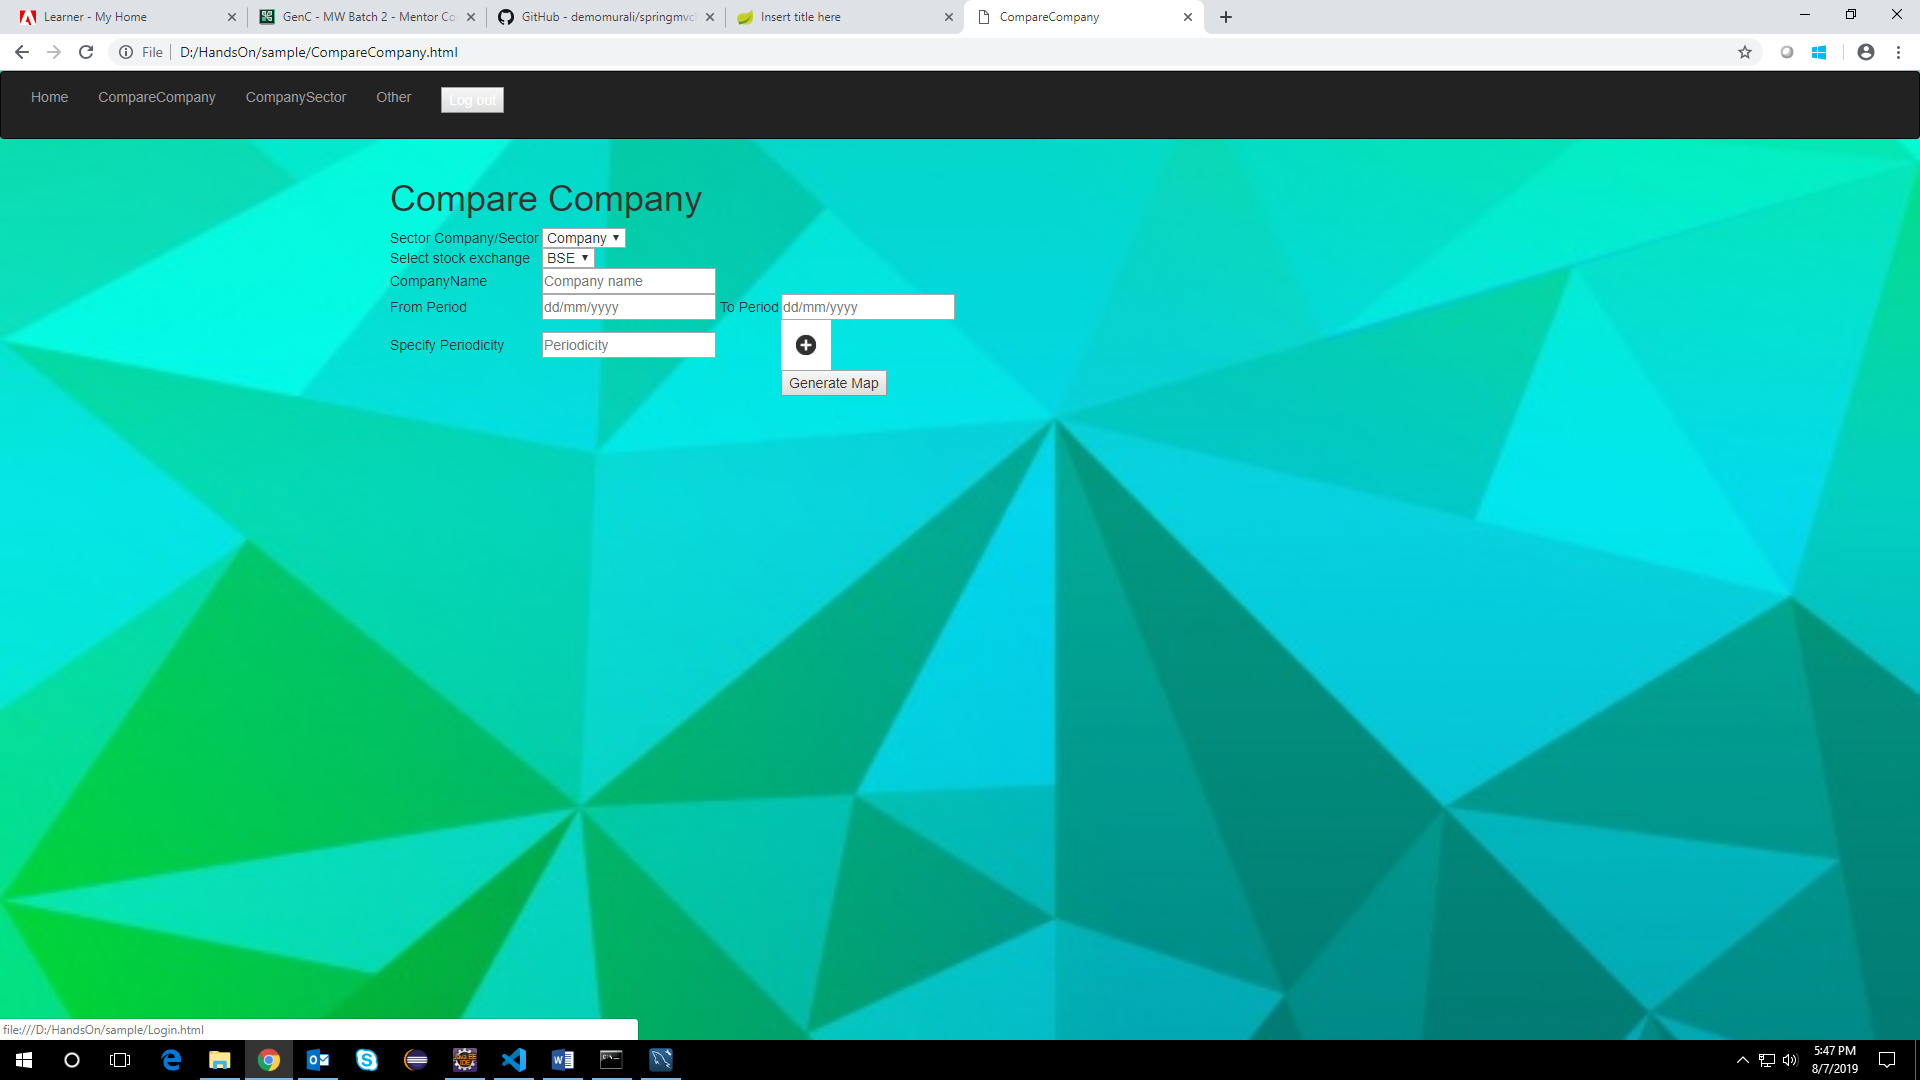 Learner - My Home
GenC - MW Batch 2 - Mentor Co
GitHub - demomurali/springmvc
Insert title here
CompareCompany
File
D:/HandsOn/sample/CompareCompany.html
Home
CompareCompany
CompanySector
Other
Log out
Compare Company
Sector Company/Sector Company
Select stock exchange BSE
CompanyName Company name
From Period dd/mm/yyyy To Period dd/mm/yyyy
Specify Periodicity Periodicity
Generate Map
file:///D:/HandsOn/sample/Login.html
5:47 PM
8/7/2019